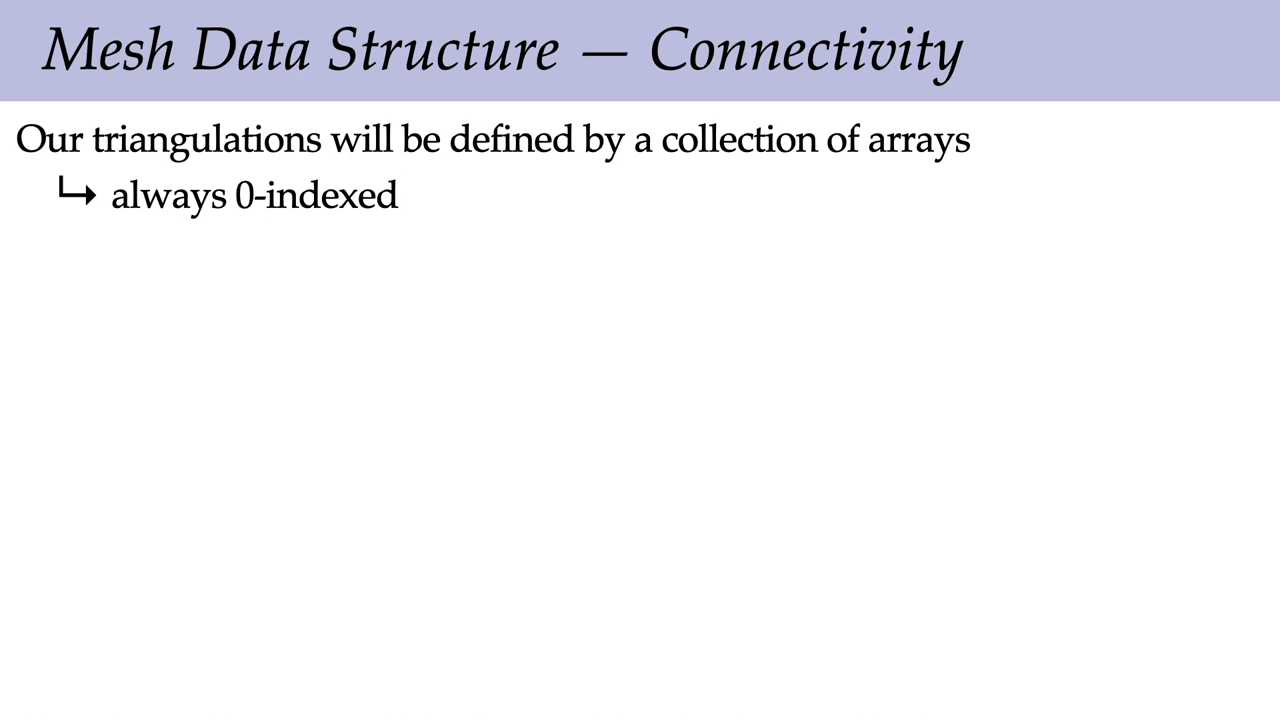 Mesh Data Structure — Connectivity
Our triangulations will be defined by a collection of arrays
↳ always 0-indexed